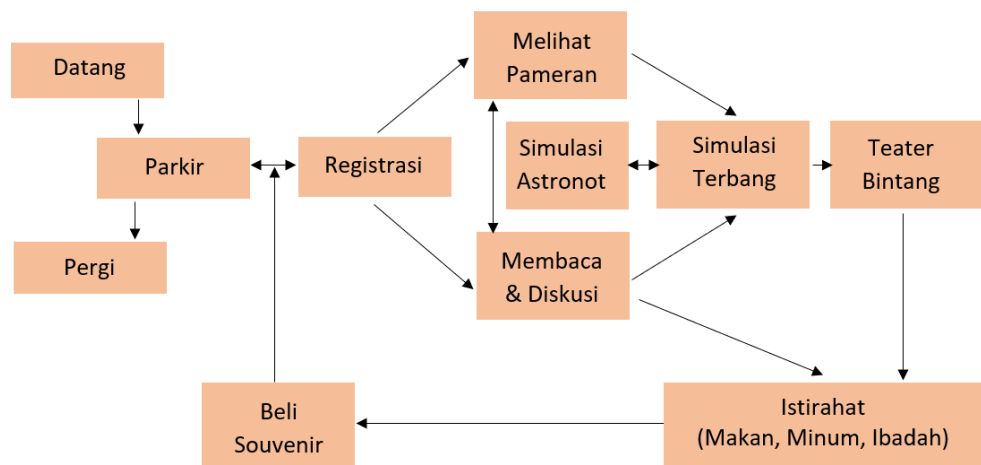 Datang
Parkir
Pergi
Registrasi
Melihat
Pameran
Simulasi
Astronot
Membaca
& Diskusi
Simulasi
Terbang
Teater
Bintang
Istirahat
(Makan, Minum, Ibadah)
Beli
Souvenir